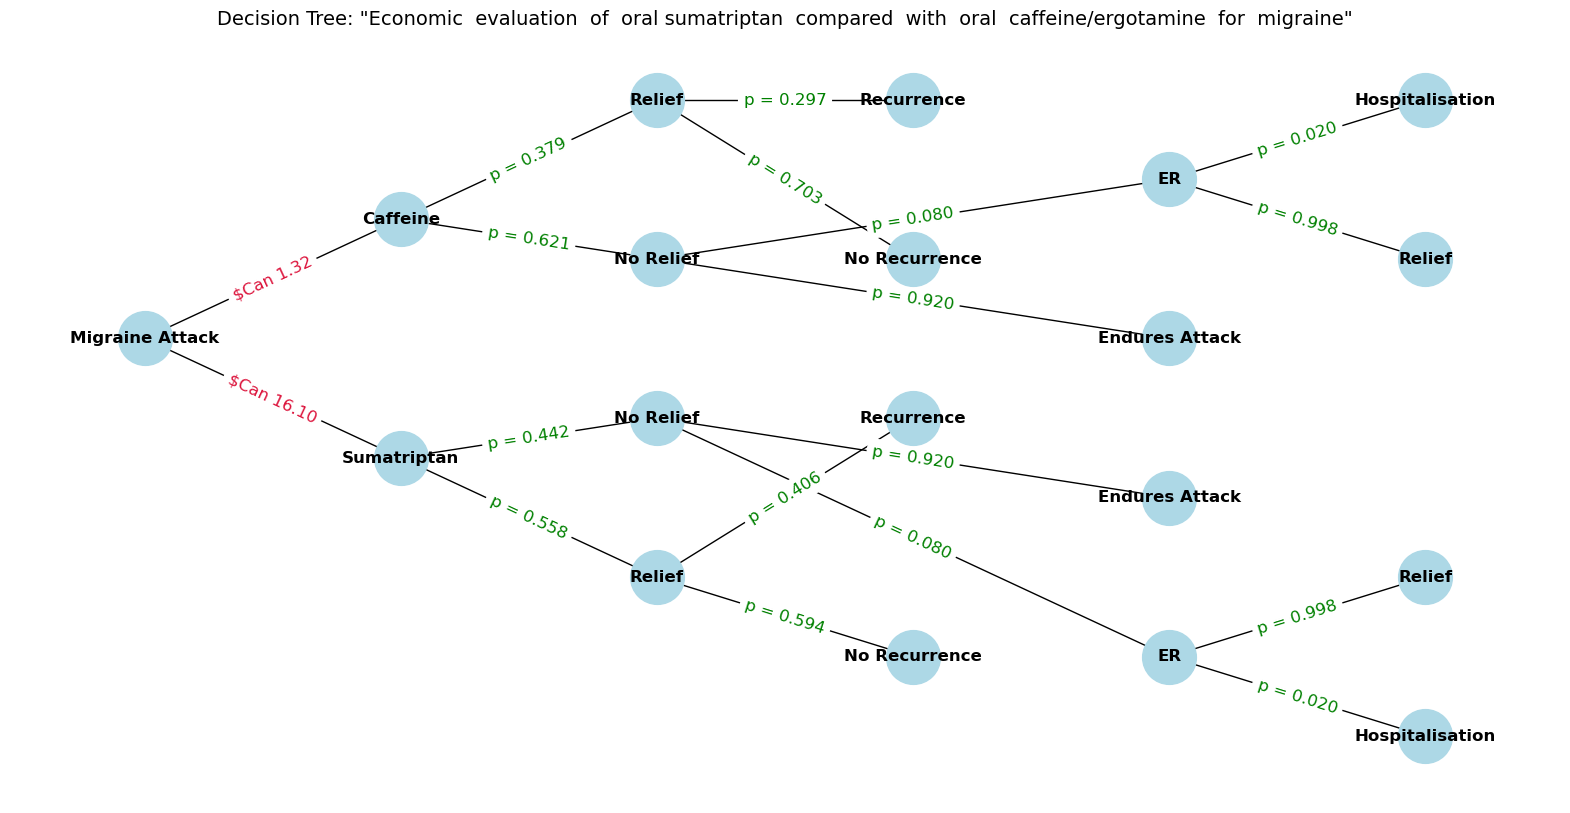 Decision Tree: "Economic  evaluation  of  oral sumatriptan  compared  with  oral  caffeine/ergotamine  for  migraine"
Relief
p = 0.297
Recurrence
Hospitalisation
p = 0.020
p = 0.379
p = 0.703
ER
Caffeine
p = 0.080
p = 0.998
p = 0.621
No Relief
No Recurrence
Relief
$Can 1.32
p = 0.920
Migraine Attack
Endures Attack
$Can 16.10
No Relief
Recurrence
p = 0.442
Sumatriptan
p = 0.920
p = 0.406
Endures Attack
p = 0.558
p = 0.080
Relief
Relief
p = 0.594
p = 0.998
No Recurrence
ER
p = 0.020
Hospitalisation